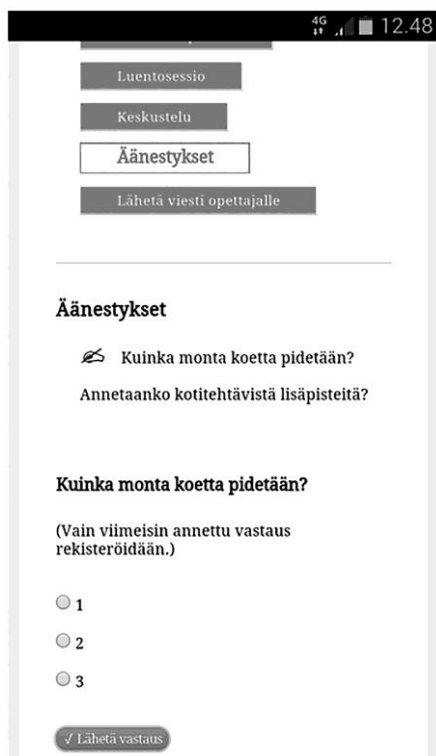 4G 12.48
Luentosessio
Keskustelu
Äänestykset
Lähetä viesti opettajalle
Äänestykset
Kuinka monta koetta pidetään?
Annetaanko kotitehtävistä lisäpisteitä?
Kuinka monta koetta pidetään?
(Vain viimeisin annettu vastaus
rekisteröidään.)
1
2
3
√ Lähetä vastaus